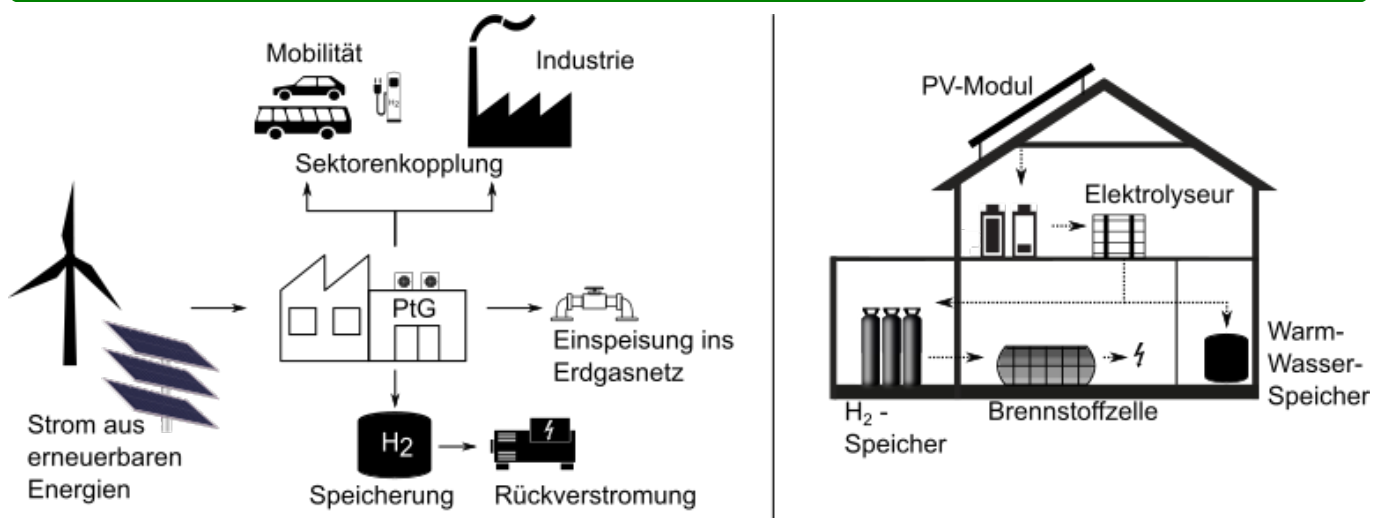 Mobilität
H2
Industrie
Sektorenkopplung
PtG
Einspeisung ins
Erdgasnetz
Strom aus
erneuerbaren
Energien
H2
Speicherung
Rückverstromung
PV-Modul
Elektrolyseur
Warm-
Wasser-
Speicher
H₂ -
Speicher
Brennstoffzelle